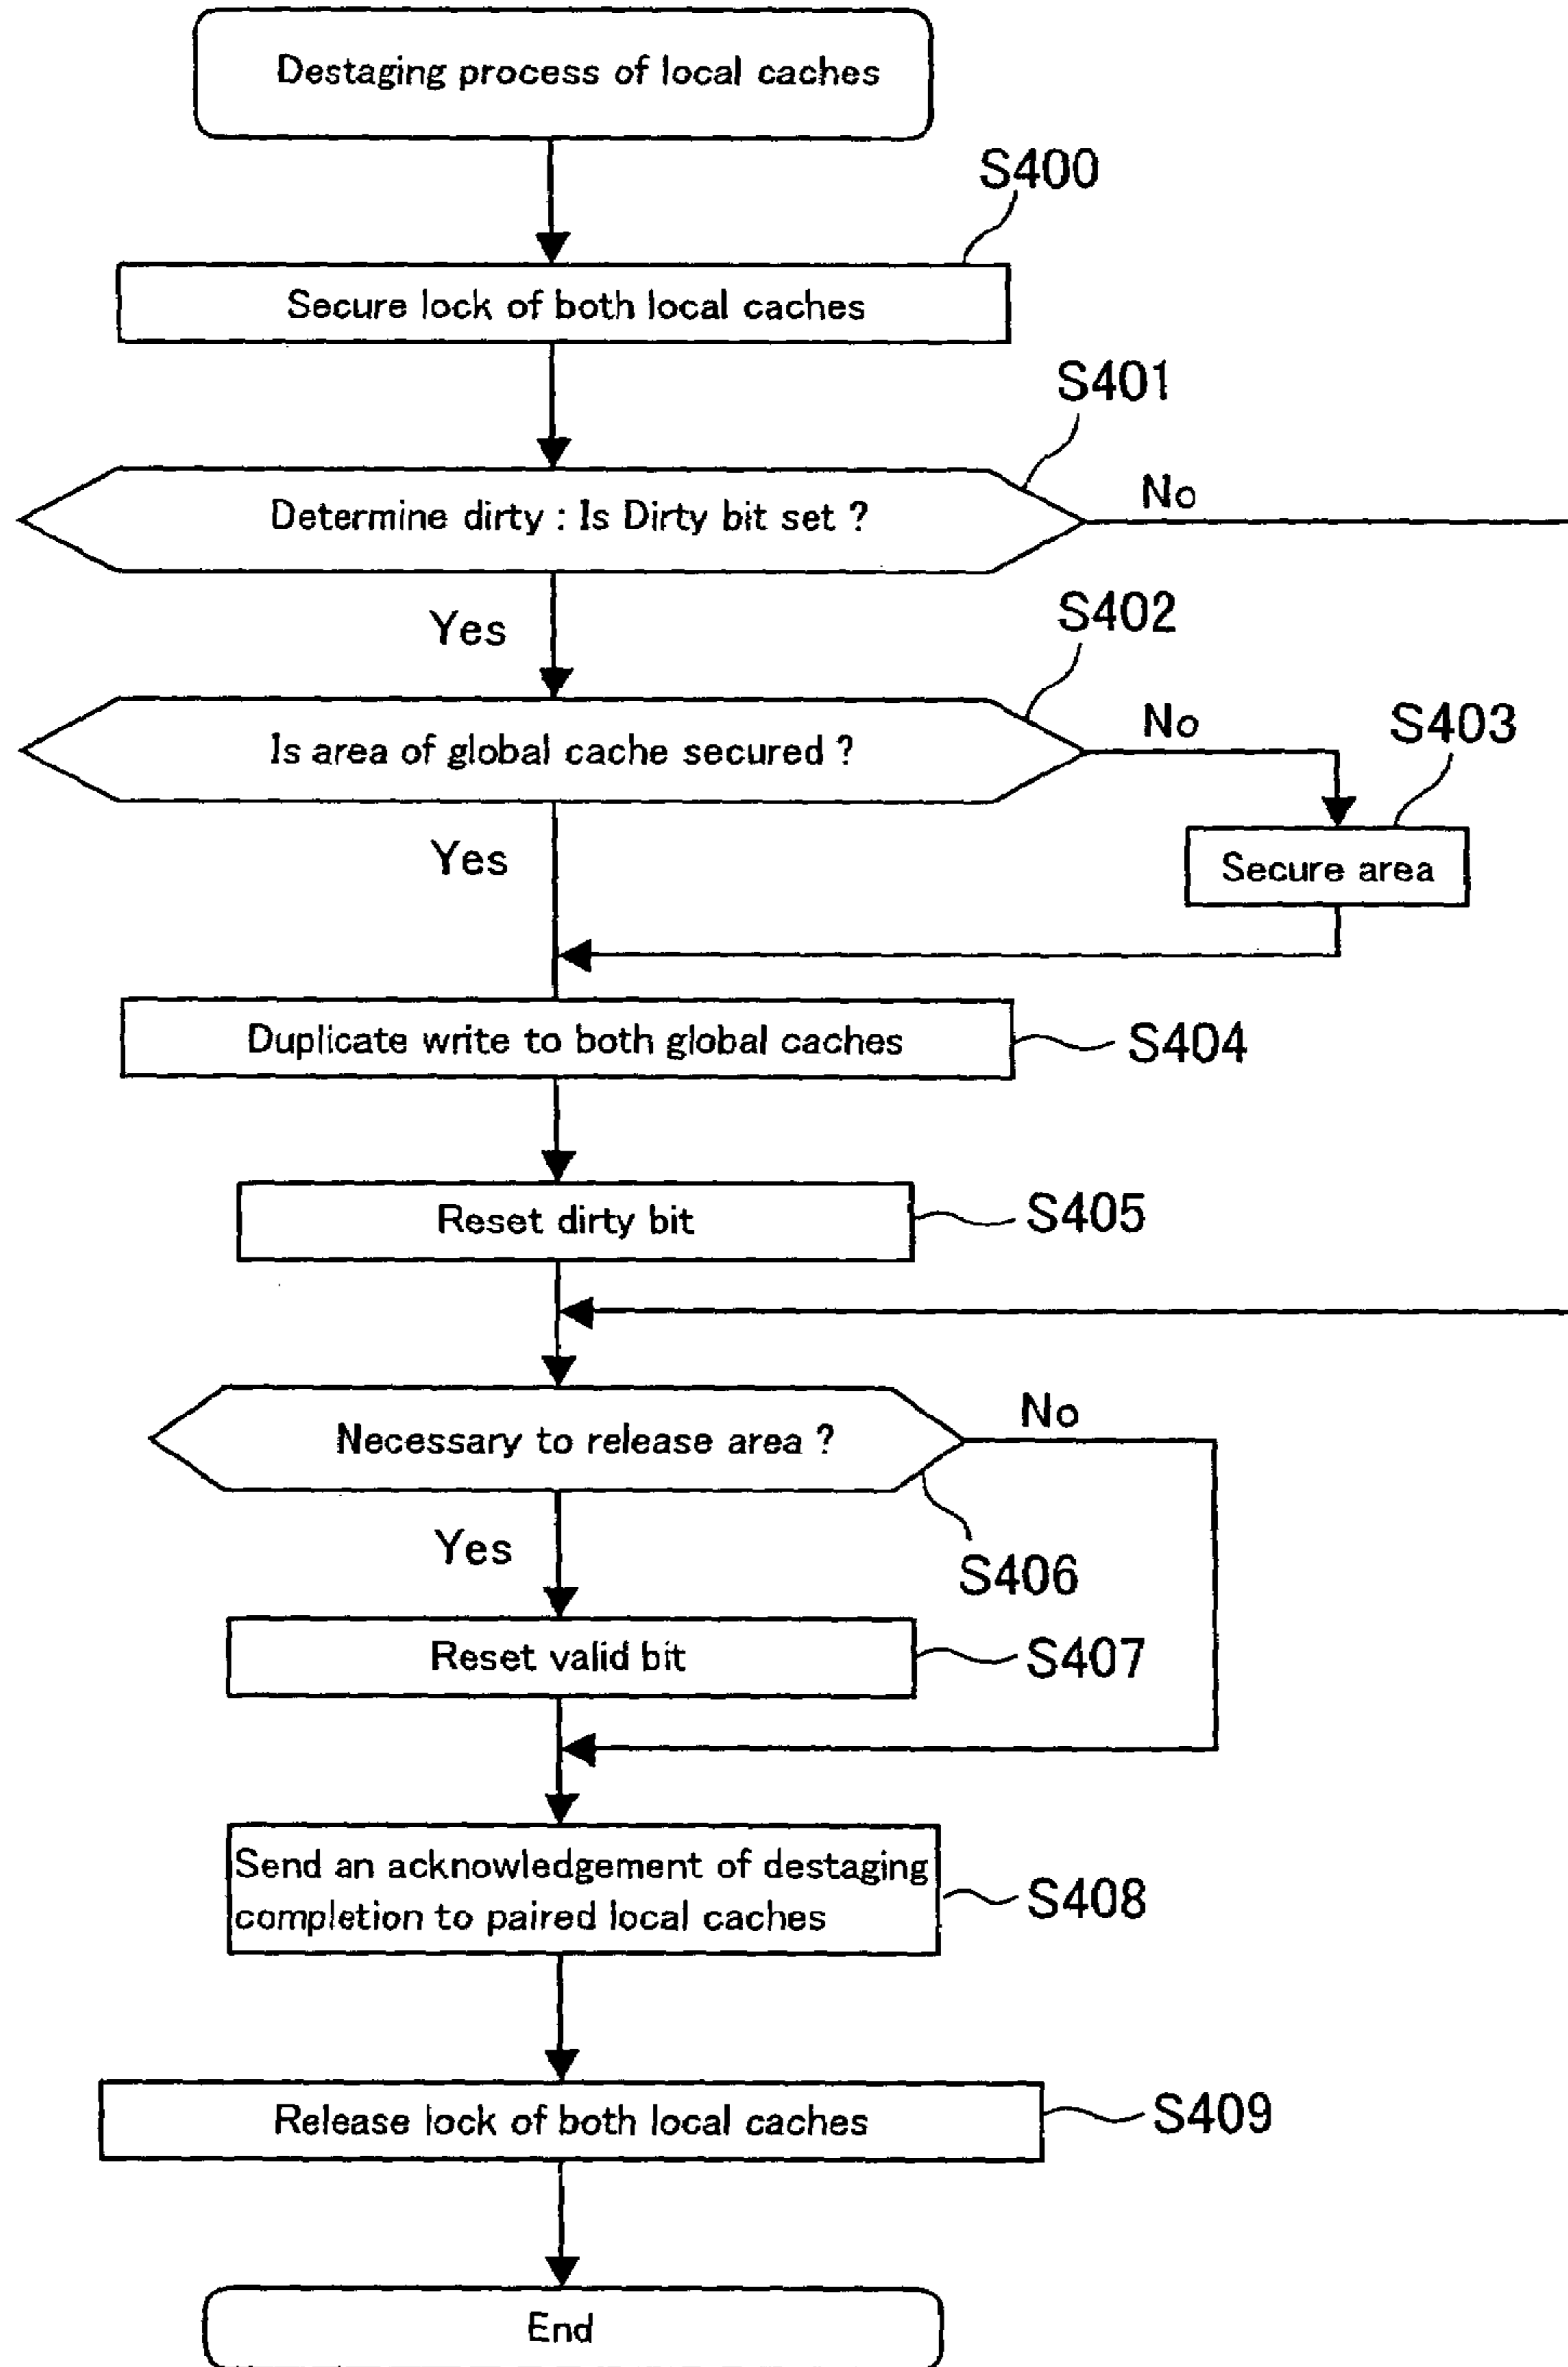 Destaging process of local caches
S400
Secure lock of both local caches
S401
Determine dirty : Is Dirty bit set ?
No
Yes
S402
Is area of global cache secured ?
No
S403
Yes
Secure area
Duplicate write to both global caches
S404
Reset dirty bit
S405
Necessary to release area ?
No
Yes
S406
Reset valid bit
S407
Send an acknowledgement of destaging
completion to paired local caches
S408
Release lock of both local caches
S409
End